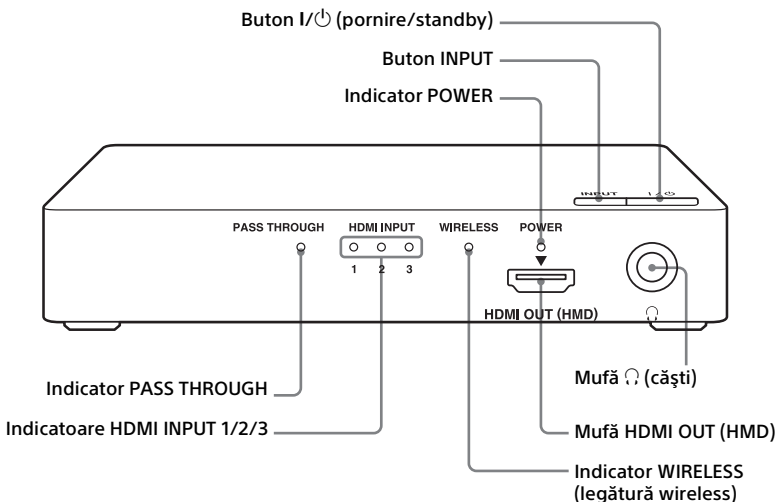 Buton I/⏻ (pornire/standby)
Buton INPUT
Indicator POWER
INPUT I/⏻
PASS THROUGH HDMI INPUT WIRELESS POWER
1 2 3
HDMI OUT (HMD)
Indicator PASS THROUGH
Mufă 🎧 (căşti)
Indicatoare HDMI INPUT 1/2/3
Mufă HDMI OUT (HMD)
Indicator WIRELESS
(legătură wireless)